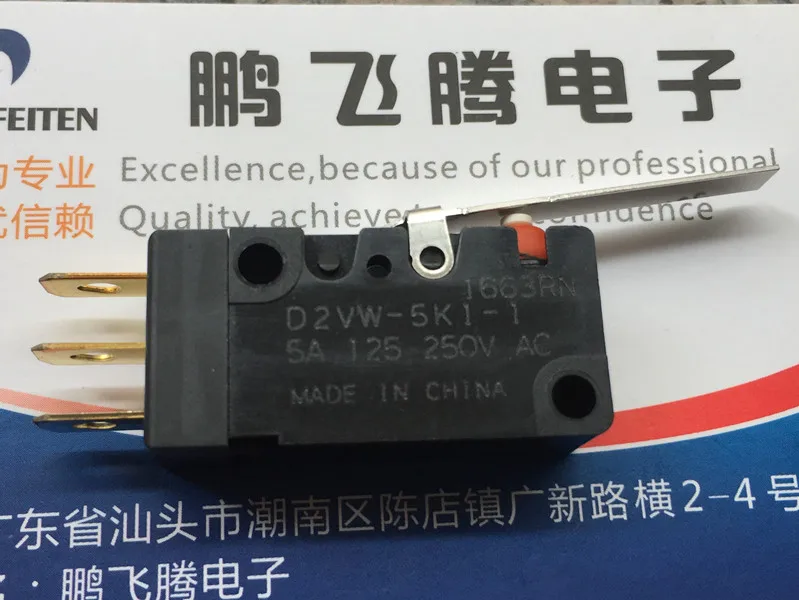 鹏飞腾电子
FEITEN
专业 Excellence,because of our professional
信赖 Quality, achieved confidence
1663RN
D2VW-5K1-1
5A 125 250V AC
MADE IN CHINA
广东省汕头市潮南区陈店镇广新路横2-4号
：鹏飞腾电子